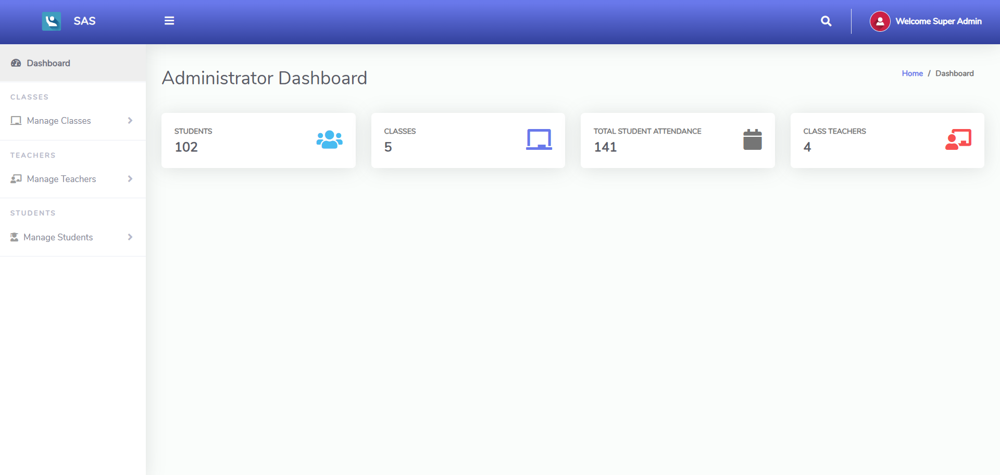 SAS
Welcome Super Admin
Dashboard
CLASSES
Manage Classes
TEACHERS
Manage Teachers
STUDENTS
Manage Students
Administrator Dashboard
Home / Dashboard
STUDENTS
102
CLASSES
5
TOTAL STUDENT ATTENDANCE
141
CLASS TEACHERS
4